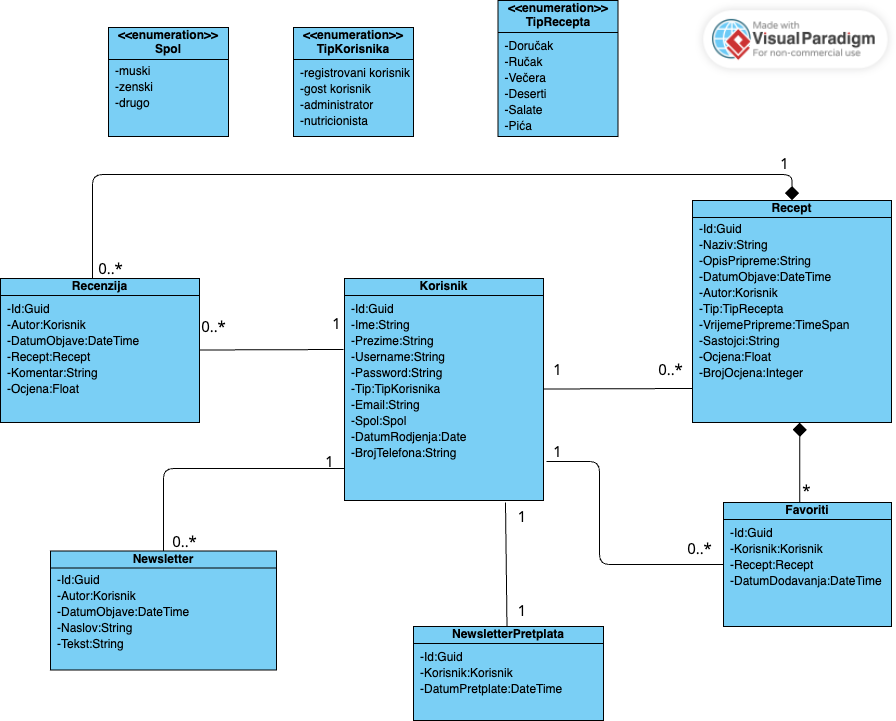 <<enumeration>>
Spol
-muski
-zenski
-drugo
<<enumeration>>
TipKorisnika
-registrovani korisnik
-gost korisnik
-administrator
-nutricionista
<<enumeration>>
TipRecepta
-Doručak
-Ručak
-Večera
-Deserti
-Salate
-Pića
Made with
VisualParadigm
For non-commercial use
1
0..*
Recept
-Id:Guid
-Naziv:String
-OpisPripreme:String
-DatumObjave:DateTime
-Autor:Korisnik
-Tip:TipRecepta
-VrijemePripreme:TimeSpan
-Sastojci:String
-Ocjena:Float
-BrojOcjena:Integer
Recenzija
-Id:Guid
-Autor:Korisnik
-DatumObjave:DateTime
-Recept:Recept
-Komentar:String
-Ocjena:Float
0..*
1
Korisnik
-Id:Guid
-Ime:String
-Prezime:String
-Username:String
-Password:String
-Tip:TipKorisnika
-Email:String
-Spol:Spol
-DatumRodjenja:Date
-BrojTelefona:String
1
0..*
1
0..*
1
0..*
*
1
1
Favoriti
-Id:Guid
-Korisnik:Korisnik
-Recept:Recept
-DatumDodavanja:DateTime
Newsletter
-Id:Guid
-Autor:Korisnik
-DatumObjave:DateTime
-Naslov:String
-Tekst:String
NewsletterPretplata
-Id:Guid
-Korisnik:Korisnik
-DatumPretplate:DateTime